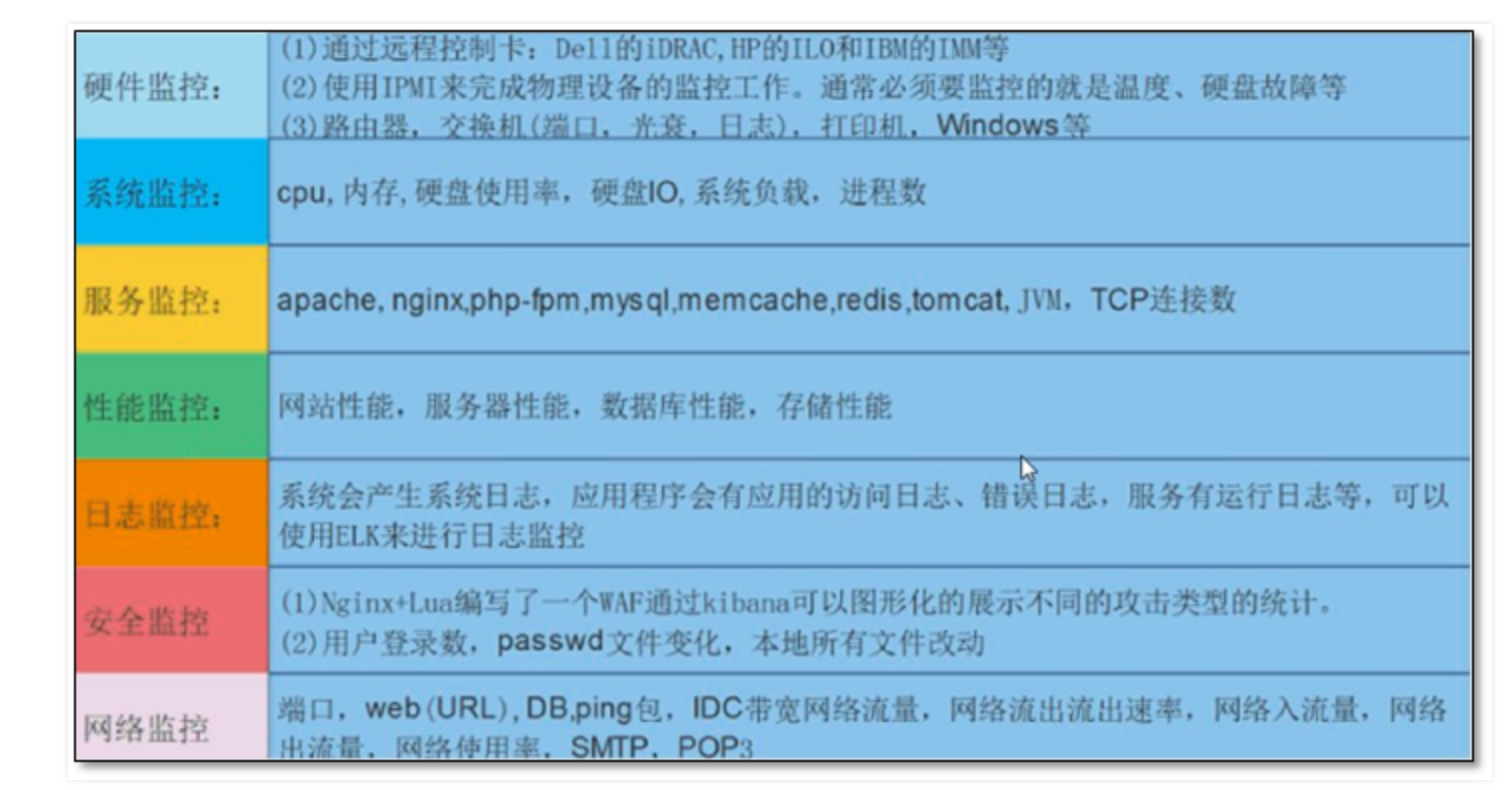 硬件监控：
(1)通过远程控制卡：Dell的iDRAC,HP的ILO和IBM的IMM等
(2)使用IPMI来完成物理设备的监控工作。通常必须要监控的就是温度、硬盘故障等
(3)路由器，交换机(端口，光衰，日志)，打印机，Windows等
系统监控：
cpu,内存,硬盘使用率，硬盘IO,系统负载，进程数
服务监控：
apache, nginx,php-fpm,mysql,memcache,redis,tomcat, JVM，TCP连接数
性能监控：
网站性能，服务器性能，数据库性能，存储性能
日志监控：
系统会产生系统日志，应用程序会有应用的访问日志、错误日志，服务有运行日志等，可以
使用ELK来进行日志监控
安全监控
(1)Nginx+Lua编写了一个WAF通过kibana可以图形化的展示不同的攻击类型的统计。
(2)用户登录数，passwd文件变化，本地所有文件改动
网络监控
端口，web(URL),DB,ping包，IDC带宽网络流量，网络流出流出速率，网络入流量，网络
出流量，网络使用率，SMTP，POP3